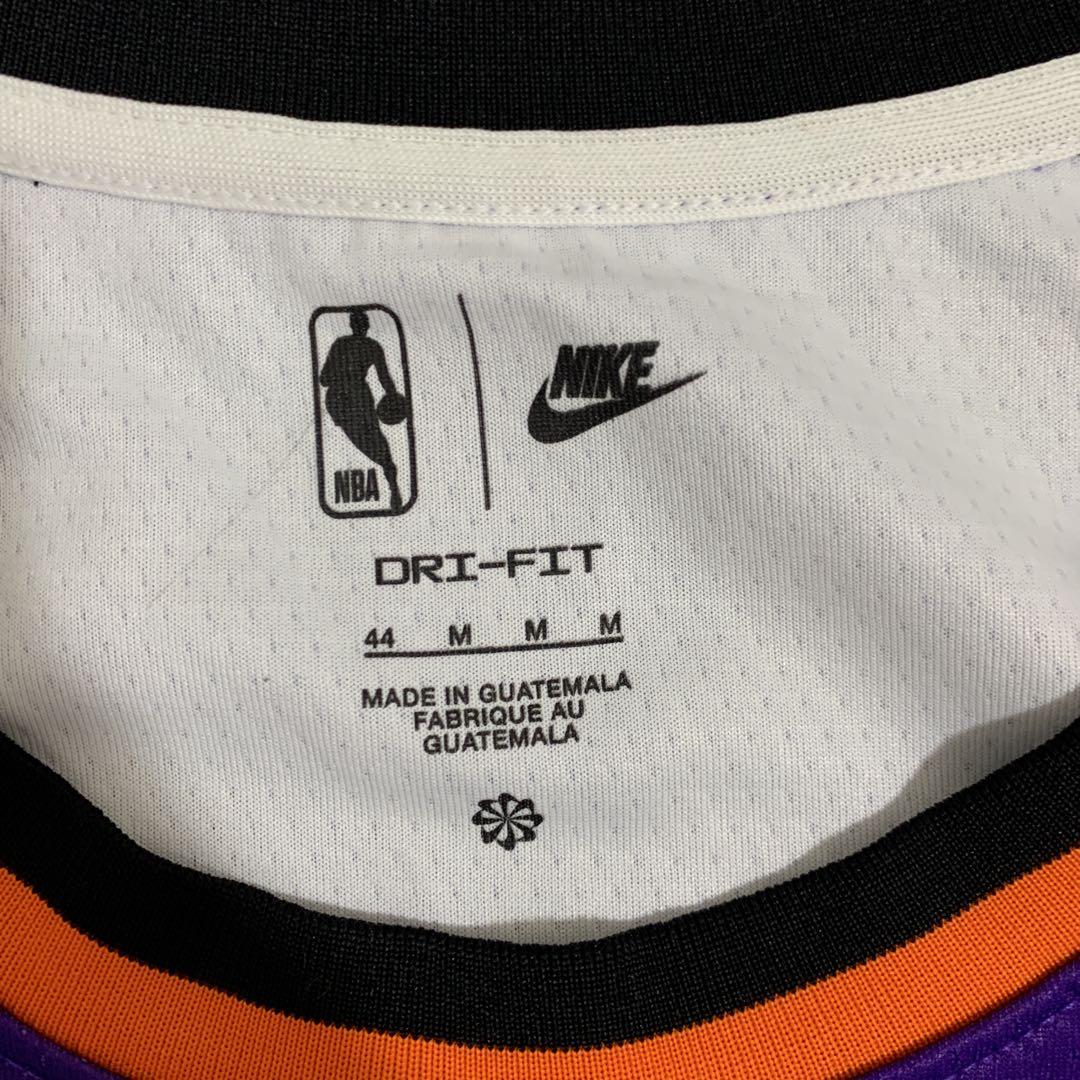 NBA
NIKE
DRI-FIT
44 M M M
MADE IN GUATEMALA
FABRIQUE AU
GUATEMALA